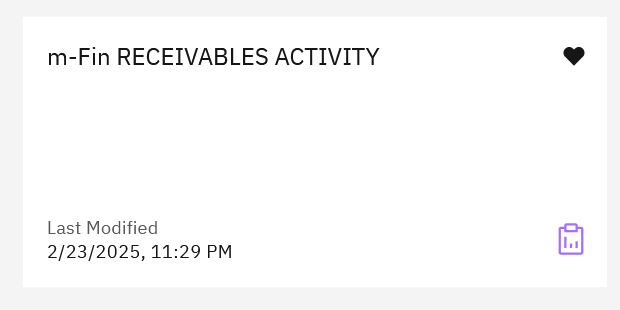 m-Fin RECEIVABLES ACTIVITY
Last Modified
2/23/2025, 11:29 PM